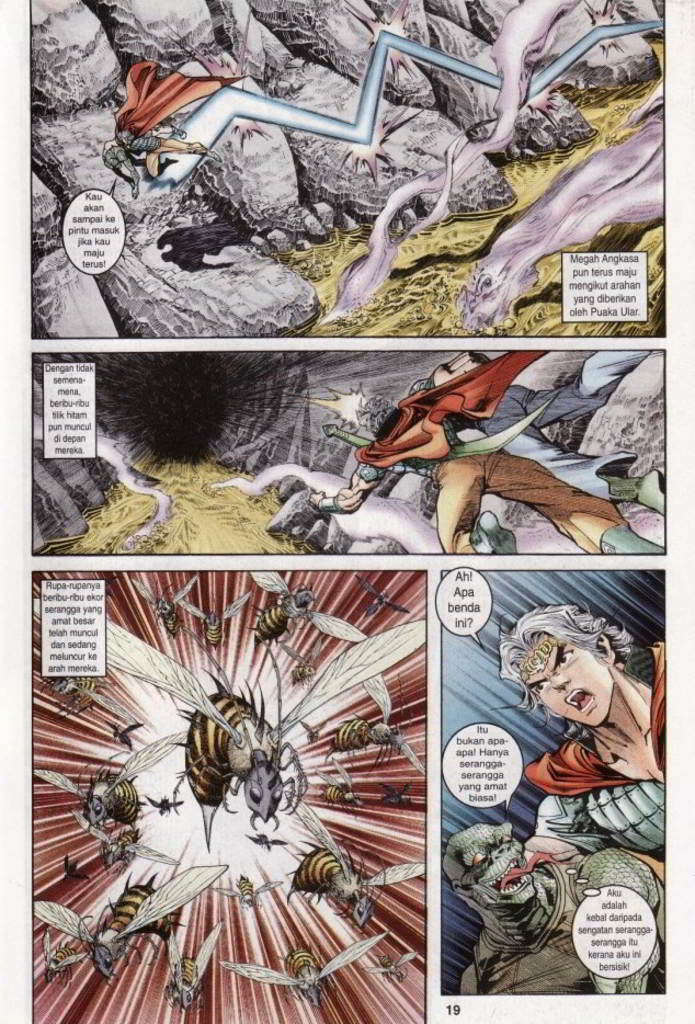 Kau
akan
sampai ke
pintu masuk
jika kau
maju
terus!
Megah Angkasa
pun terus maju
mengikut arahan
yang diberikan
oleh Puaka Ular.
Dengan tidak
semena-
mena,
beribu-ribu
titik hitam
pun muncul
di depan
mereka.
Rupa-rupanya
beribu-ribu ekor
serangga yang
amat besar
telah muncul
dan sedang
meluncur ke
arah mereka.
Ah!
Apa
benda
ini?
Itu
bukan apa-
apa! Hanya
serangga-
serangga
yang amat
biasa!
Aku
adalah
kebal daripada
sengatan serangga-
serangga itu
kerana aku
bersisik!
19